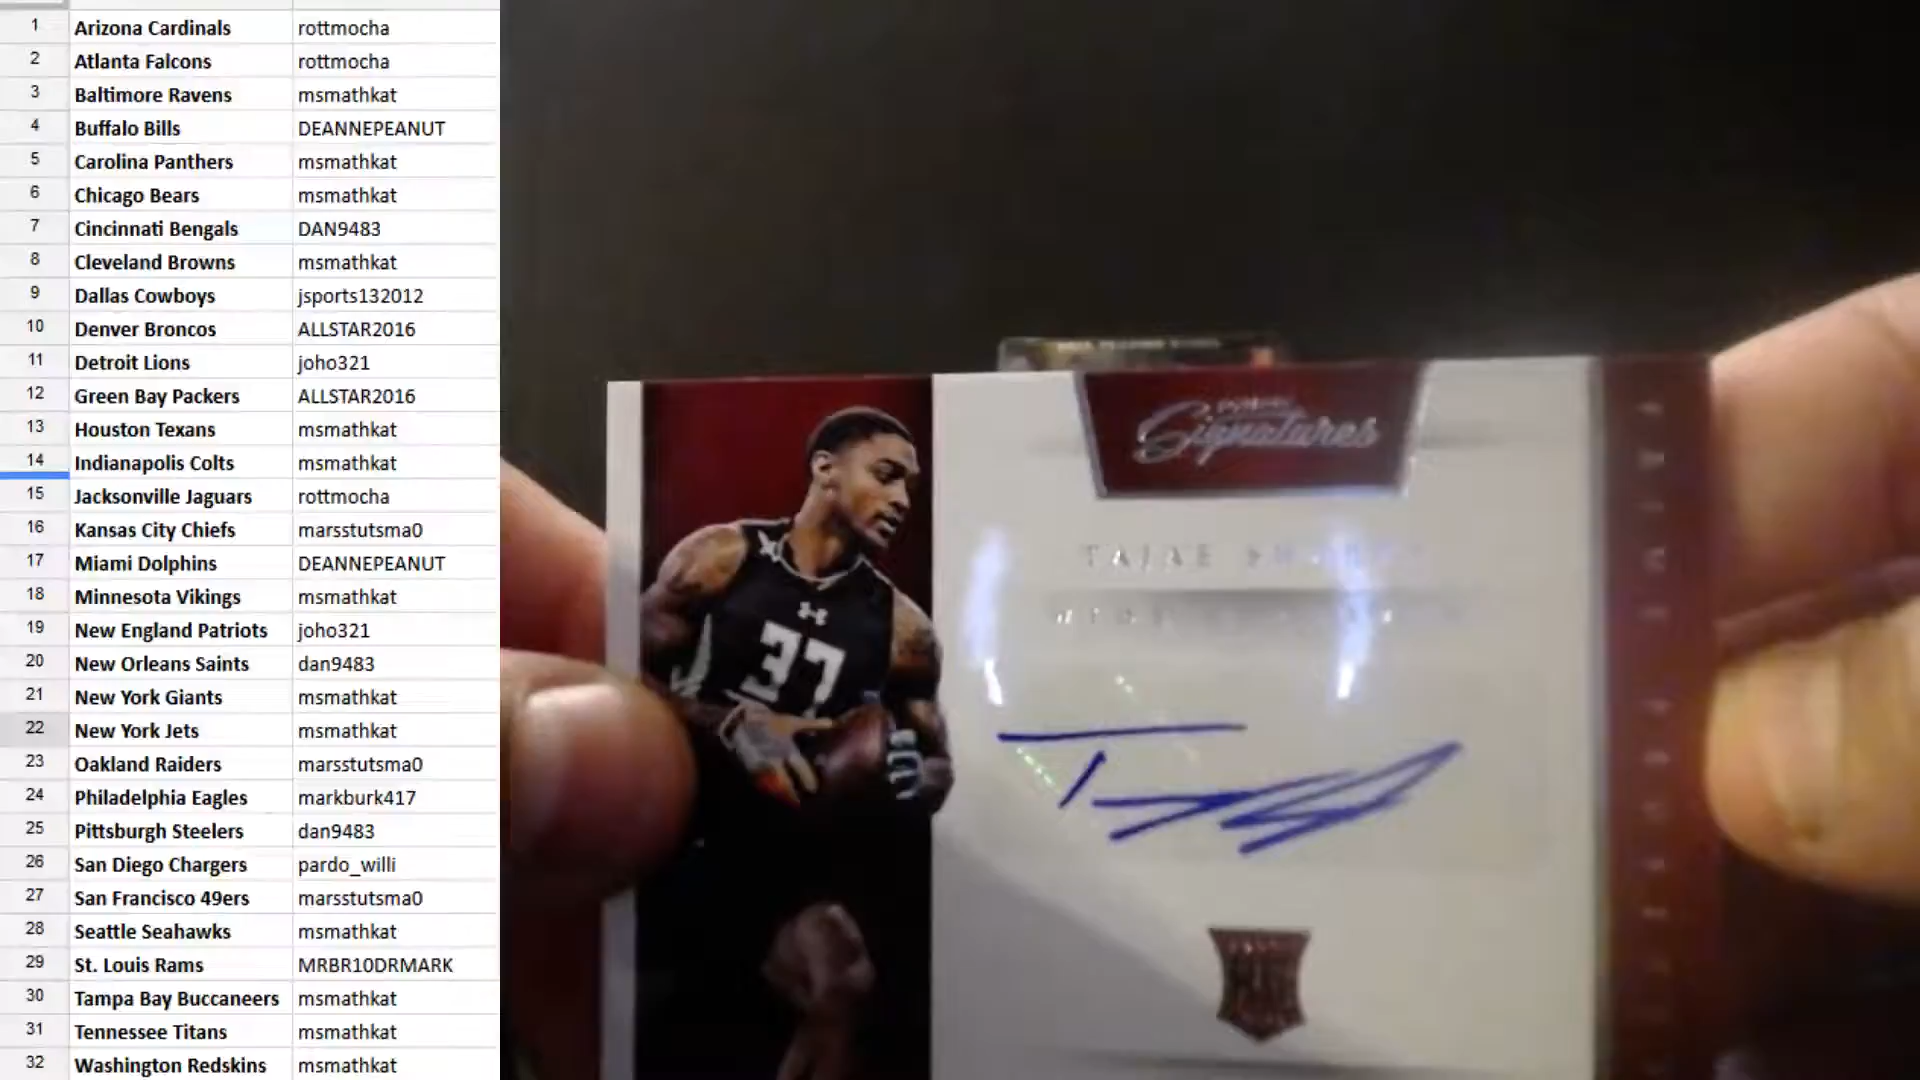 1 Arizona Cardinals rottmocha
2 Atlanta Falcons rottmocha
3 Baltimore Ravens msmathkat
4 Buffalo Bills DEANNEPEANUT
5 Carolina Panthers msmathkat
6 Chicago Bears msmathkat
7 Cincinnati Bengals DAN9483
8 Cleveland Browns msmathkat
9 Dallas Cowboys jsports132012
10 Denver Broncos ALLSTAR2016
11 Detroit Lions joho321
12 Green Bay Packers ALLSTAR2016
13 Houston Texans msmathkat
14 Indianapolis Colts msmathkat
15 Jacksonville Jaguars rottmocha
16 Kansas City Chiefs marsstutsma0
17 Miami Dolphins DEANNEPEANUT
18 Minnesota Vikings msmathkat
19 New England Patriots joho321
20 New Orleans Saints dan9483
21 New York Giants msmathkat
22 New York Jets msmathkat
23 Oakland Raiders marsstutsma0
24 Philadelphia Eagles markburk417
25 Pittsburgh Steelers dan9483
26 San Diego Chargers pardo_willi
27 San Francisco 49ers marsstutsma0
28 Seattle Seahawks msmathkat
29 St. Louis Rams MRBR10DRMARK
30 Tampa Bay Buccaneers msmathkat
31 Tennessee Titans msmathkat
32 Washington Redskins msmathkat
Signatures
TAJAE
37